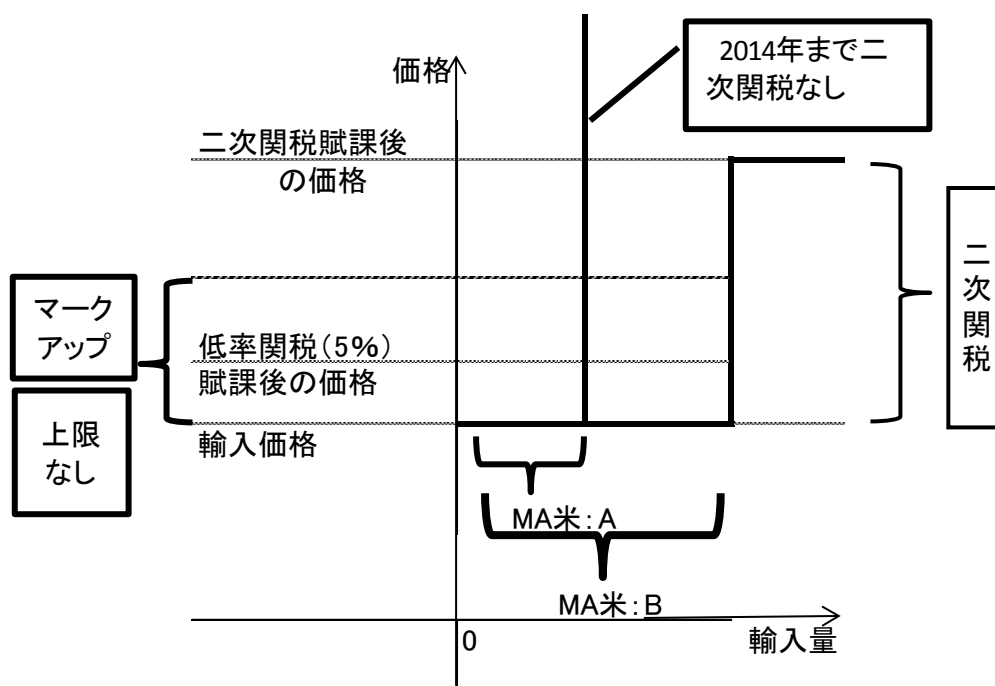 2014年まで二
次関税なし
価格
二次関税賦課後
の価格
二次関税
マーク
アップ
低率関税(5%)
賦課後の価格
上限
なし
輸入価格
MA米:A
MA米:B
0
輸入量